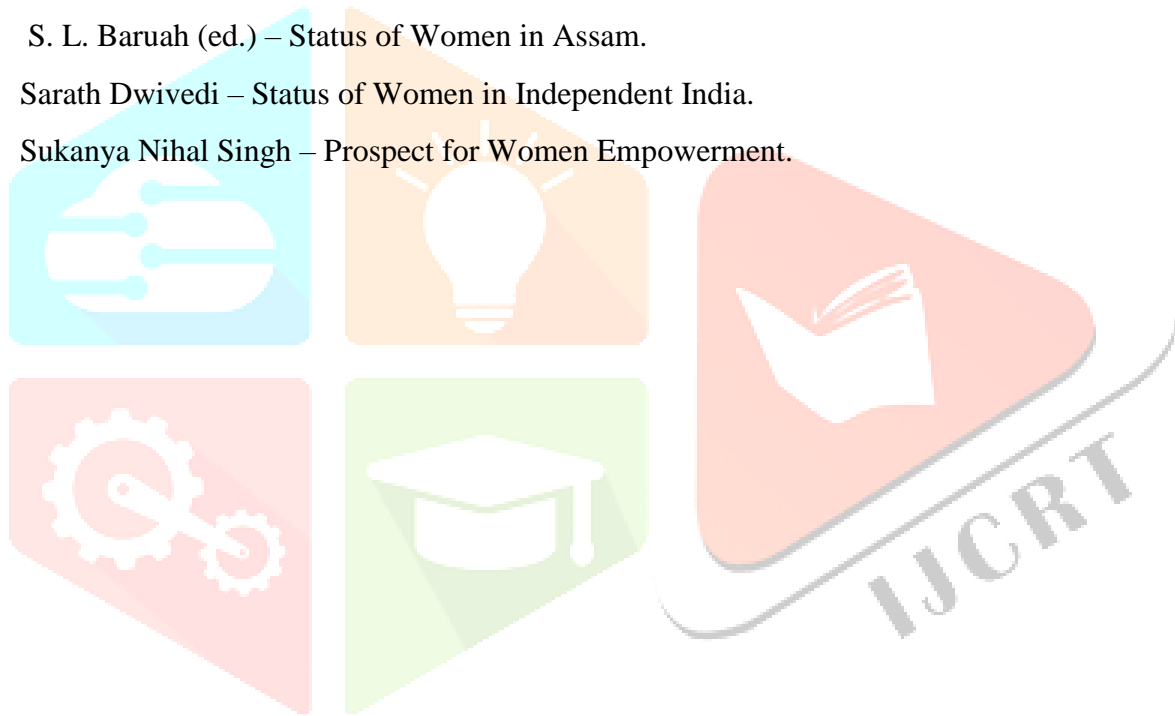 S. L. Baruah (ed.) – Status of Women in Assam.
Sarath Dwivedi – Status of Women in Independent India.
Sukanya Nihal Singh – Prospect for Women Empowerment.
IJCRT